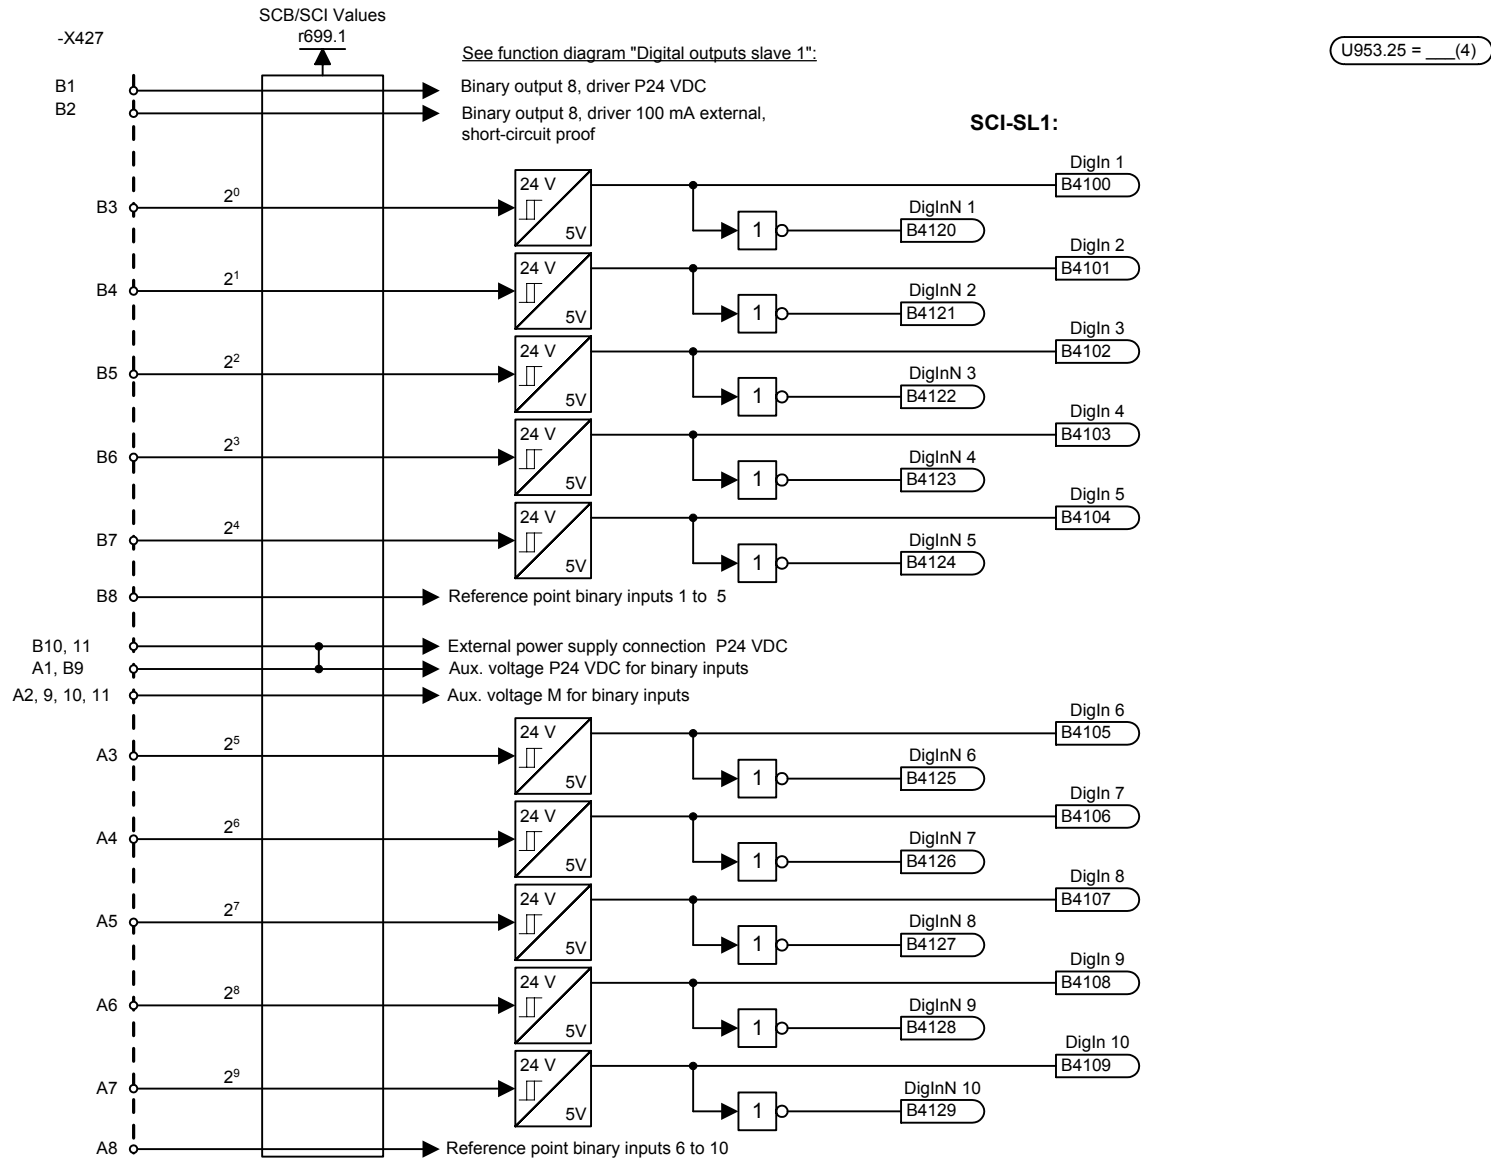 SCB/SCI Values
-X427
r699.1
See function diagram "Digital outputs slave 1":
U953.25 = ___(4)
B1
Binary output 8, driver P24 VDC
B2
Binary output 8, driver 100 mA external,
short-circuit proof
SCI-SL1:
B3
2⁰
24 V
5V
1
DigIn 1
B4100
DigInN 1
B4120
B4
2¹
24 V
5V
1
DigIn 2
B4101
DigInN 2
B4121
B5
2²
24 V
5V
1
DigIn 3
B4102
DigInN 3
B4122
B6
2³
24 V
5V
1
DigIn 4
B4103
DigInN 4
B4123
B7
2⁴
24 V
5V
1
DigIn 5
B4104
DigInN 5
B4124
B8
Reference point binary inputs 1 to 5
B10, 11
External power supply connection P24 VDC
A1, B9
Aux. voltage P24 VDC for binary inputs
A2, 9, 10, 11
Aux. voltage M for binary inputs
A3
2⁵
24 V
5V
1
DigIn 6
B4105
DigInN 6
B4125
A4
2⁶
24 V
5V
1
DigIn 7
B4106
DigInN 7
B4126
A5
2⁷
24 V
5V
1
DigIn 8
B4107
DigInN 8
B4127
A6
2⁸
24 V
5V
1
DigIn 9
B4108
DigInN 9
B4128
A7
2⁹
24 V
5V
1
DigIn 10
B4109
DigInN 10
B4129
A8
Reference point binary inputs 6 to 10